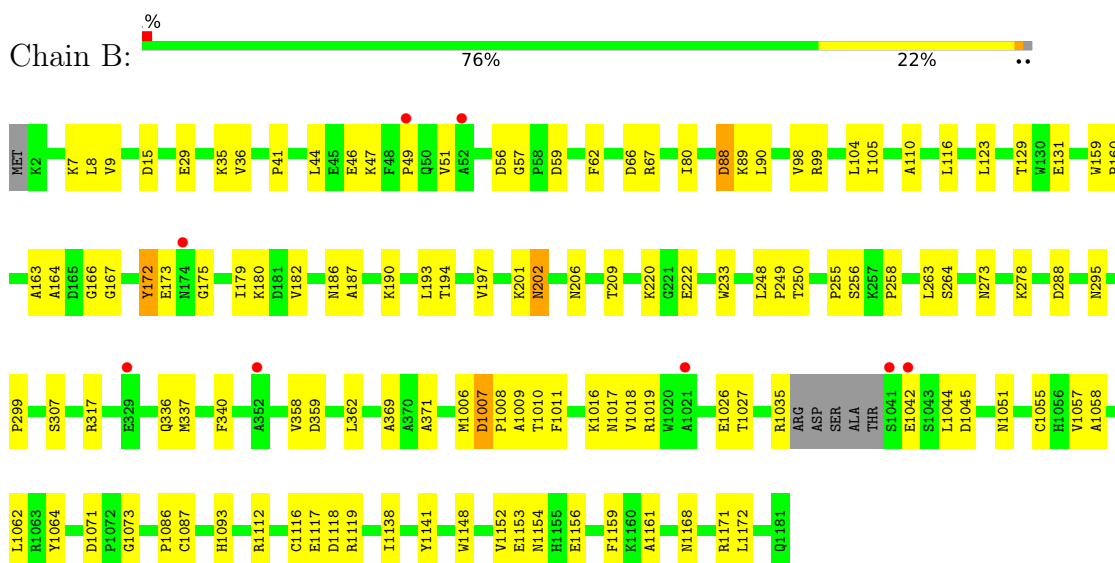 .%
Chain B:
76% 22% ••
MET K2 K7 L8 V9 D15 E29 K35 V36 P41 L44 E45 E46 K47 F48 P49 Q50 V51 A52 D56 G57 P58 D59 F62 D66 R67 I80 D88 K89 L90 V98 R99 L104 I105 A110 L116 L123 T129 W130 E131 W159 R160
A163 A164 D165 G166 G167 Y172 E173 N174 G175 I179 K180 D181 V182 N186 A187 K190 L193 T194 V197 K201 N202 N206 T209 K220 G221 E222 W233 L248 P249 T250 P255 S256 K257 P258 L263 S264 N273 K278 D288 N295
P299 S307 R317 E329 Q336 M337 F340 A352 V358 D359 L362 A369 A370 A371 M1006 D1007 P1008 A1009 T1010 F1011 K1016 N1017 V1018 R1019 W1020 A1021 E1026 T1027 R1035 ARG ASP SER ALA THR S1041 E1042 S1043 L1044 D1045 N1051 C1055 H1056 V1057 A1058
L1062 R1063 Y1064 D1071 P1072 G1073 P1086 C1087 H1093 R1112 C1116 E1117 D1118 R1119 I1138 Y1141 W1148 V1152 E1153 N1154 H1155 E1156 F1159 K1160 A1161 N1168 R1171 L1172 Q1181